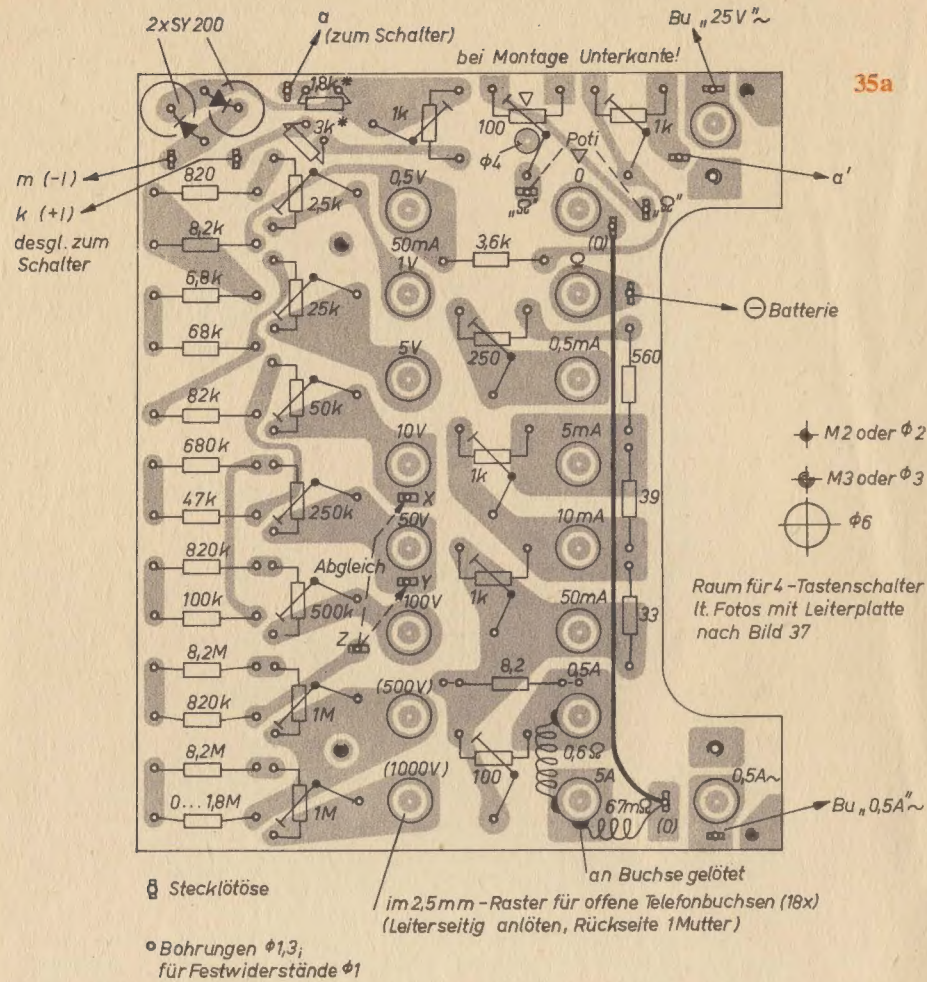 2xSY200
a
(zum Schalter)
bei Montage Unterkante!
Bu „25V"~
35a
1,8k*
3k*
1k
100
Φ4
Poti
1k
a'
m (-I)
k (+I)
desgl. zum
Schalter
820
8,2k
6,8k
68k
82k
680k
47k
820k
100k
8,2M
820k
8,2M
0...1,8M
2,5k
25k
50k
250k
500k
1M
1M
Abgleich
X
Y
Z
0,5V
50mA
1V
5V
10V
50V
100V
(500V)
(1000V)
„Ω"
0
„Ω"
(0)
3,6k
Ω
⊖ Batterie
250
0,5mA
560
1k
5mA
39
10mA
1k
50mA
33
8,2
0,5A
0,6Ω
100
5A
67mΩ
(0)
0,5A~
Bu „0,5A"~
M2 oder Φ2
M3 oder Φ3
Φ6
Raum für 4-Tastenschalter
lt. Fotos mit Leiterplatte
nach Bild 37
an Buchse gelötet
Stecklötöse
im 2,5mm-Raster für offene Telefonbuchsen (18x)
(Leiterseitig anlöten, Rückseite 1 Mutter)
Bohrungen Φ1,3;
für Festwiderstände Φ1